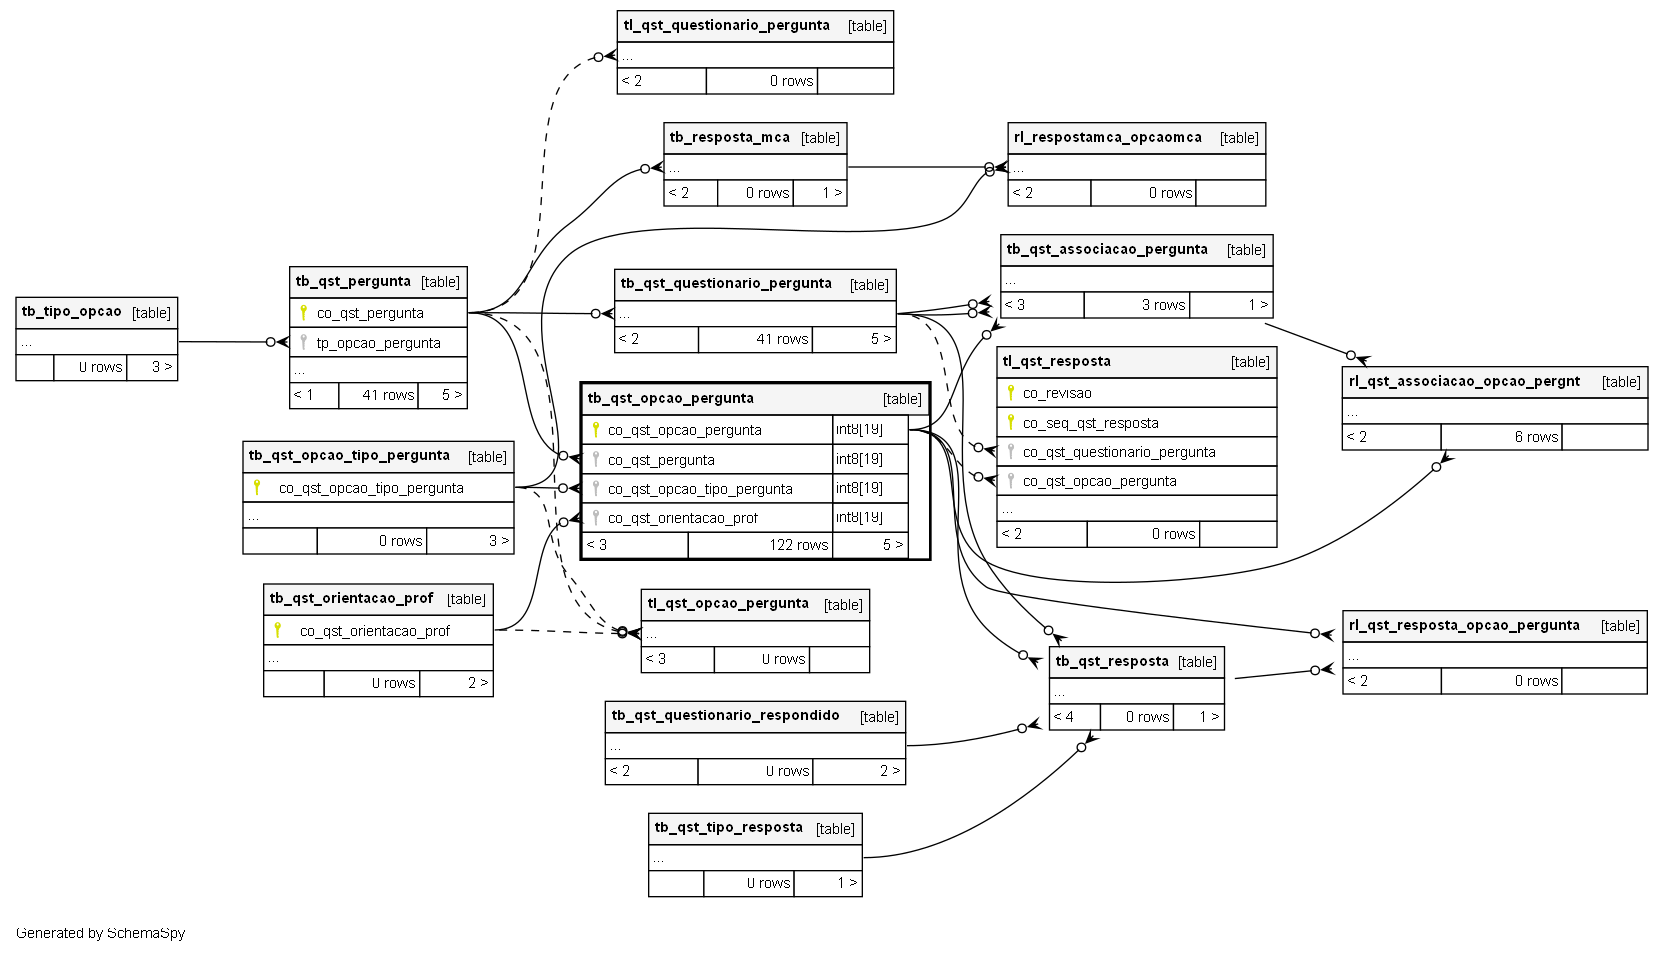 tl_qst_questionario_pergunta [table]
...
< 2 0 rows
tb_resposta_mca [table]
...
< 2 0 rows 1 >
rl_respostamca_opcaomca [table]
...
< 2 0 rows
tb_qst_associacao_pergunta [table]
...
< 3 3 rows 1 >
tb_qst_pergunta [table]
co_qst_pergunta
tp_opcao_pergunta
...
< 1 41 rows 5 >
tb_qst_questionario_pergunta [table]
...
< 2 41 rows 5 >
tb_tipo_opcao [table]
...
0 rows 3 >
tl_qst_resposta [table]
co_revisao
co_seq_qst_resposta
co_qst_questionario_pergunta
co_qst_opcao_pergunta
...
< 2 0 rows
rl_qst_associacao_opcao_pergnt [table]
...
< 2 6 rows
tb_qst_opcao_pergunta [table]
co_qst_opcao_pergunta int8[19]
co_qst_pergunta int8[19]
co_qst_opcao_tipo_pergunta int8[19]
co_qst_orientacao_prof int8[19]
< 3 122 rows 5 >
tb_qst_opcao_tipo_pergunta [table]
co_qst_opcao_tipo_pergunta
...
0 rows 3 >
tb_qst_orientacao_prof [table]
co_qst_orientacao_prof
...
0 rows 2 >
tl_qst_opcao_pergunta [table]
...
< 3 0 rows
rl_qst_resposta_opcao_pergunta [table]
...
< 2 0 rows
tb_qst_resposta [table]
...
< 4 0 rows 1 >
tb_qst_questionario_respondido [table]
...
< 2 0 rows 2 >
tb_qst_tipo_resposta [table]
...
0 rows 1 >
Generated by SchemaSpy